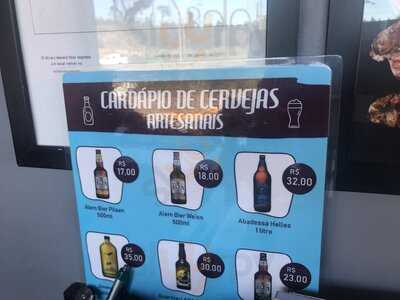 CARDÁPIO DE CERVEJAS
ARTESANAIS
R$
17,00
R$
18,00
R$
32,00
Alem Bier Pilsen
500ml
Alem Bier Weiss
500ml
Abadessa Helles
1 litro
R$
35,00
R$
30,00
R$
23,00